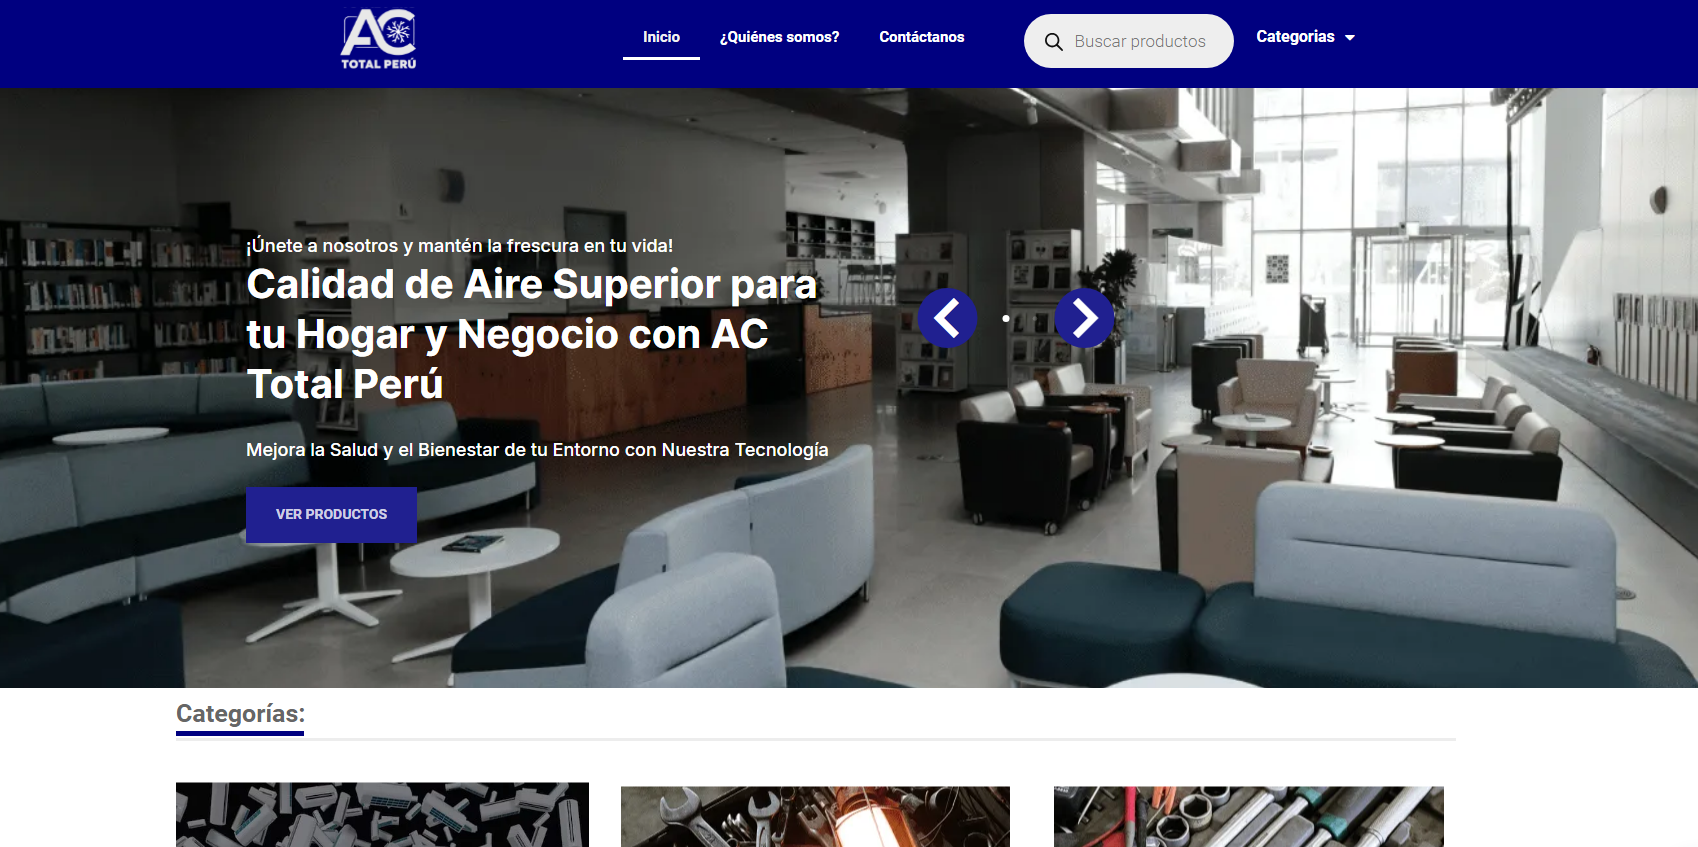 AC
TOTAL PERÚ
Inicio
¿Quiénes somos?
Contáctanos
Buscar productos
Categorias
¡Únete a nosotros y mantén la frescura en tu vida!
Calidad de Aire Superior para
tu Hogar y Negocio con AC
Total Perú
Mejora la Salud y el Bienestar de tu Entorno con Nuestra Tecnología
VER PRODUCTOS
Categorías: